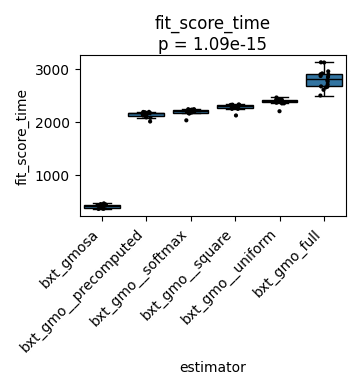 fit_score_time
p = 1.09e-15
fit_score_time
3000
2000
1000
bxt_gmosa
bxt_gmo__precomputed
bxt_gmo__softmax
bxt_gmo__square
bxt_gmo__uniform
bxt_gmo_full
estimator